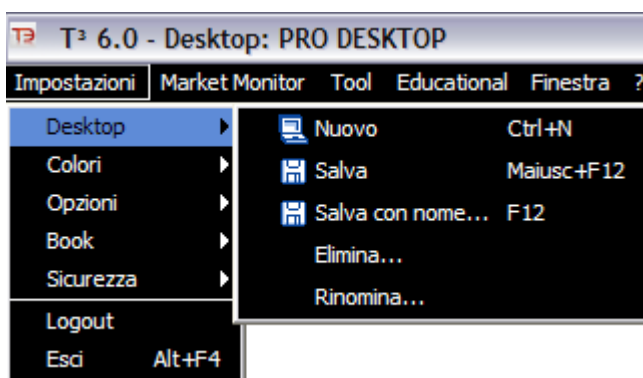 T³ 6.0 - Desktop: PRO DESKTOP
Impostazioni Market Monitor Tool Educational Finestra ?
Desktop
Colori
Opzioni
Book
Sicurezza
Logout
Esci Alt+F4
Nuovo Ctrl+N
Salva Maiusc+F12
Salva con nome... F12
Elimina...
Rinomina...